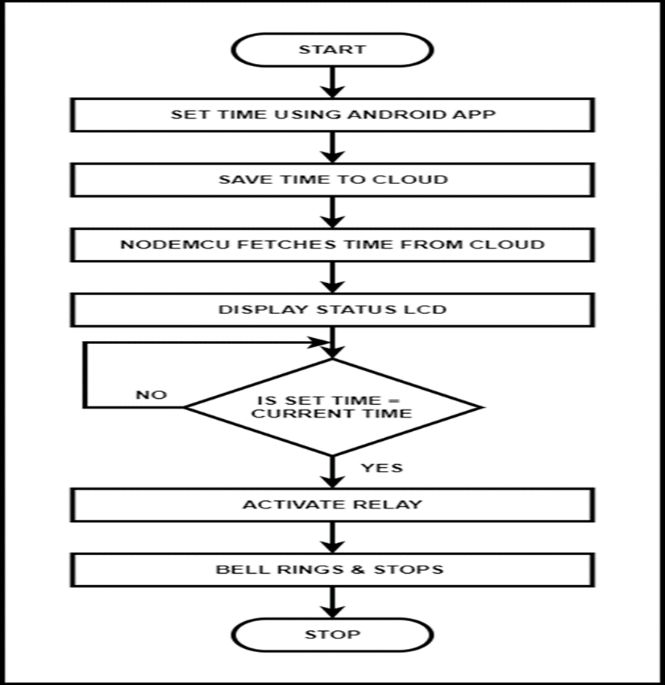 START
SET TIME USING ANDROID APP
SAVE TIME TO CLOUD
NODEMCU FETCHES TIME FROM CLOUD
DISPLAY STATUS LCD
NO
IS SET TIME =
CURRENT TIME
YES
ACTIVATE RELAY
BELL RINGS & STOPS
STOP